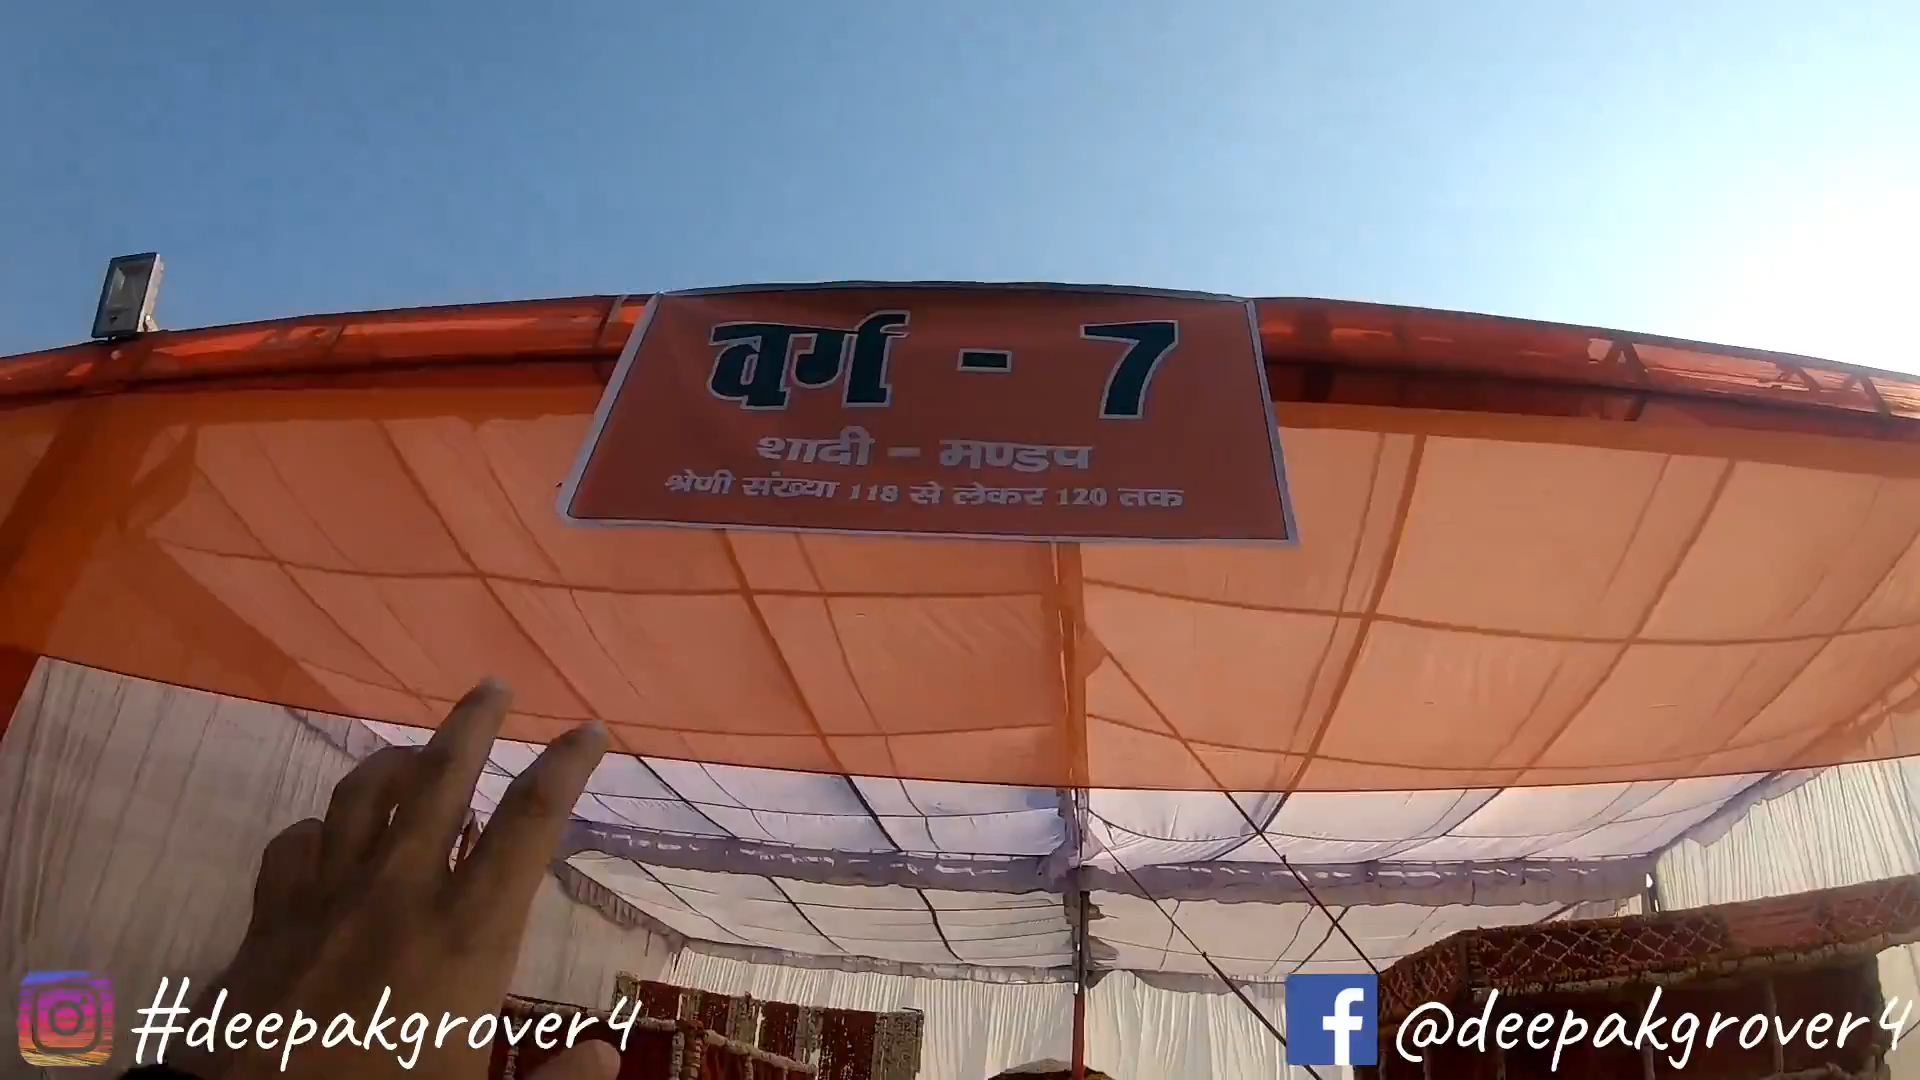 वर्ग - 7
शादी - मण्डप
श्रेणी संख्या 118 से लेकर 120 तक
#deepakgrover4
@deepakgrover4